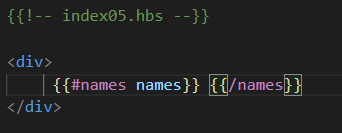 {{!-- index05.hbs --}}
<div>
{{#names names}} {{/names}}
</div>